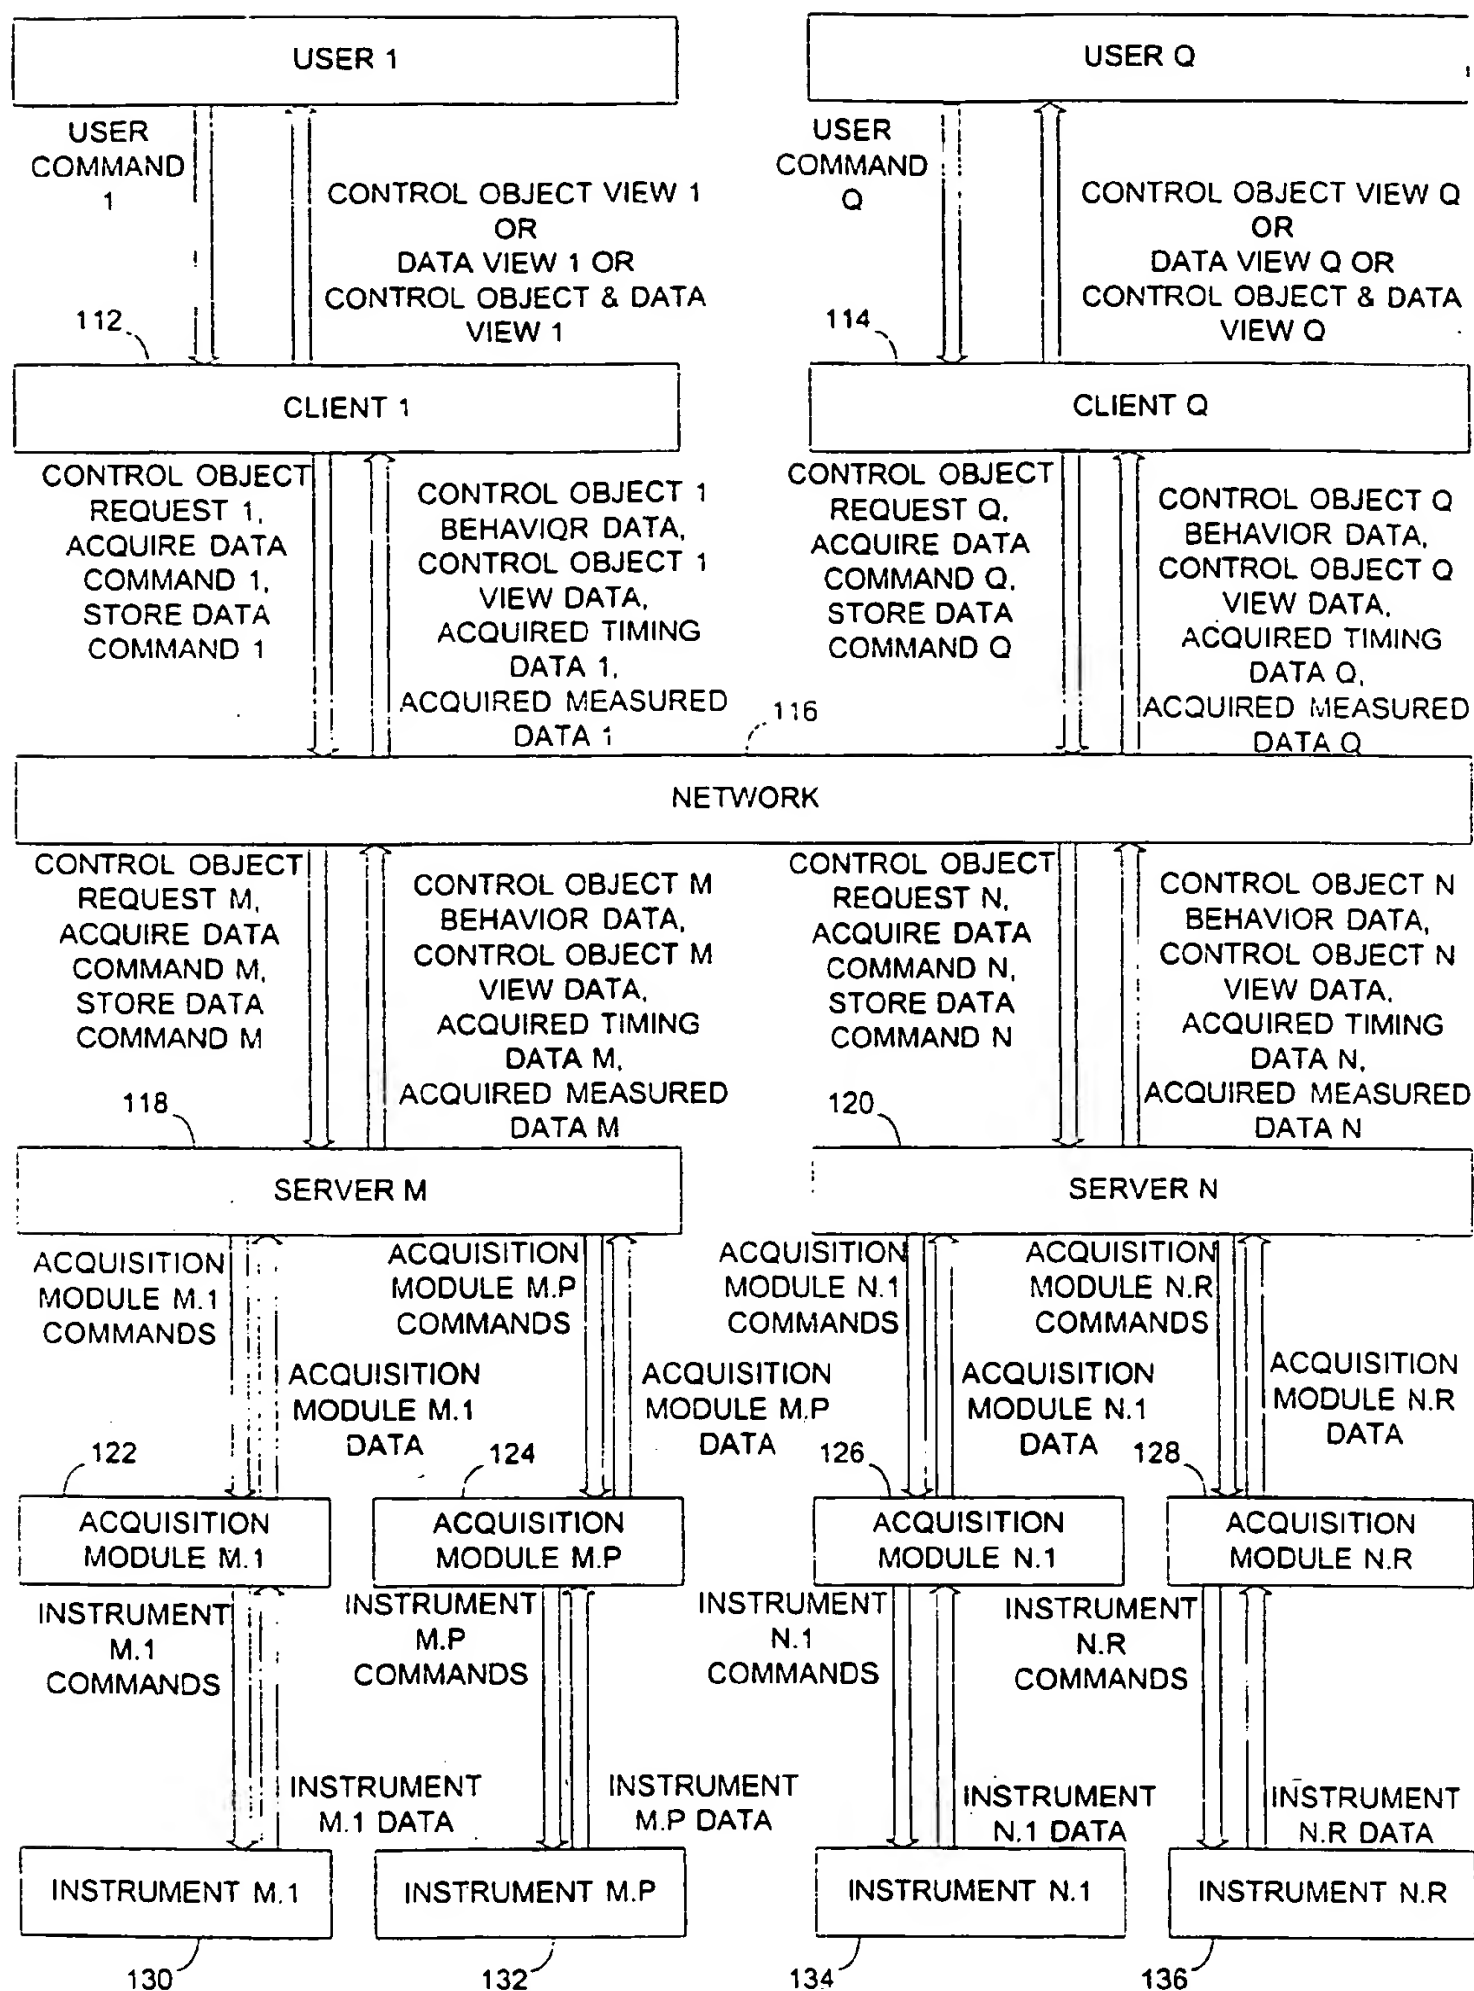 USER 1
USER Q
USER
COMMAND
1
CONTROL OBJECT VIEW 1
OR
DATA VIEW 1 OR
CONTROL OBJECT & DATA
VIEW 1
USER
COMMAND
Q
CONTROL OBJECT VIEW Q
OR
DATA VIEW Q OR
CONTROL OBJECT & DATA
VIEW Q
112
114
CLIENT 1
CLIENT Q
CONTROL OBJECT
REQUEST 1,
ACQUIRE DATA
COMMAND 1,
STORE DATA
COMMAND 1
CONTROL OBJECT 1
BEHAVIOR DATA,
CONTROL OBJECT 1
VIEW DATA,
ACQUIRED TIMING
DATA 1,
ACQUIRED MEASURED
DATA 1
CONTROL OBJECT
REQUEST Q,
ACQUIRE DATA
COMMAND Q,
STORE DATA
COMMAND Q
CONTROL OBJECT Q
BEHAVIOR DATA,
CONTROL OBJECT Q
VIEW DATA,
ACQUIRED TIMING
DATA Q,
ACQUIRED MEASURED
DATA Q
116
NETWORK
CONTROL OBJECT
REQUEST M,
ACQUIRE DATA
COMMAND M,
STORE DATA
COMMAND M
CONTROL OBJECT M
BEHAVIOR DATA,
CONTROL OBJECT M
VIEW DATA,
ACQUIRED TIMING
DATA M,
ACQUIRED MEASURED
DATA M
CONTROL OBJECT
REQUEST N,
ACQUIRE DATA
COMMAND N,
STORE DATA
COMMAND N
CONTROL OBJECT N
BEHAVIOR DATA,
CONTROL OBJECT N
VIEW DATA,
ACQUIRED TIMING
DATA N,
ACQUIRED MEASURED
DATA N
118
120
SERVER M
SERVER N
ACQUISITION
MODULE M.1
COMMANDS
ACQUISITION
MODULE M.P
COMMANDS
ACQUISITION
MODULE N.1
COMMANDS
ACQUISITION
MODULE N.R
COMMANDS
ACQUISITION
MODULE M.1
DATA
ACQUISITION
MODULE M.P
DATA
ACQUISITION
MODULE N.1
DATA
ACQUISITION
MODULE N.R
DATA
122
124
126
128
ACQUISITION
MODULE M.1
ACQUISITION
MODULE M.P
ACQUISITION
MODULE N.1
ACQUISITION
MODULE N.R
INSTRUMENT
M.1
COMMANDS
INSTRUMENT
M.P
COMMANDS
INSTRUMENT
N.1
COMMANDS
INSTRUMENT
N.R
COMMANDS
INSTRUMENT
M.1 DATA
INSTRUMENT
M.P DATA
INSTRUMENT
N.1 DATA
INSTRUMENT
N.R DATA
INSTRUMENT M.1
INSTRUMENT M.P
INSTRUMENT N.1
INSTRUMENT N.R
130
132
134
136